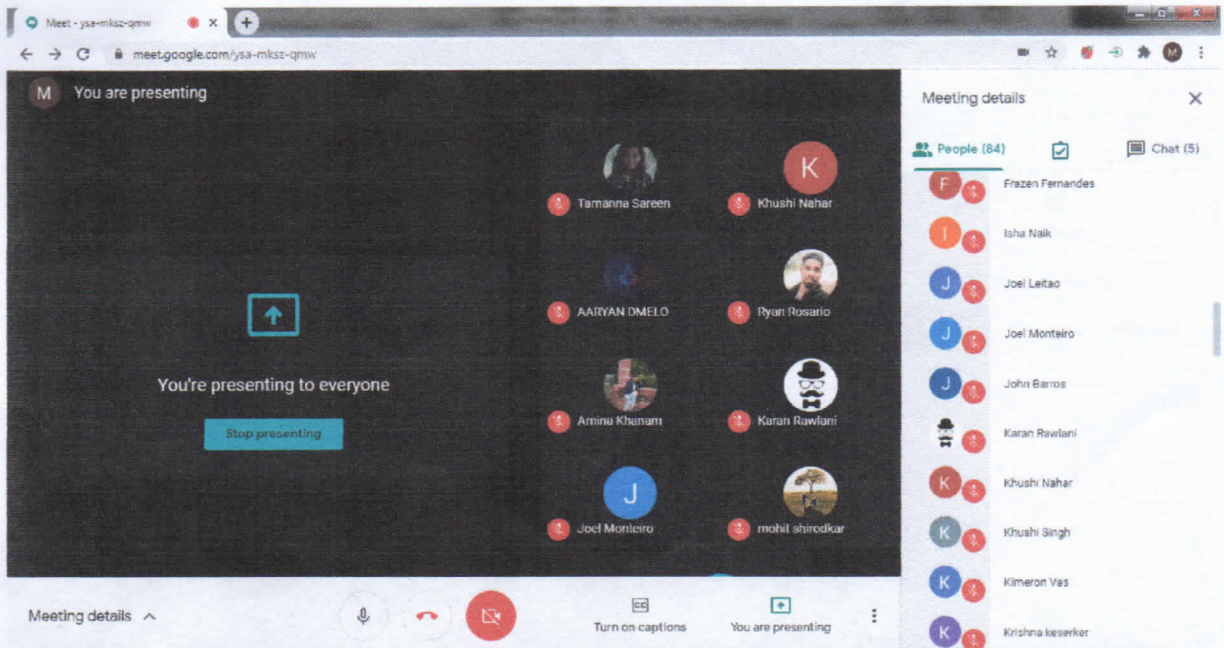 Meet - ysa-mksz-qmw
meet.google.com/ysa-mksz-qmw
M
M
You are presenting
You're presenting to everyone
Stop presenting
Tamanna Sareen
K
Khushi Nahar
AARYAN DMELO
Ryan Rosario
Amina Khanam
Karan Rawlani
J
Joel Monteiro
mohit shirodkar
Meeting details
People (84)
Chat (5)
F
Frazen Fernandes
I
Isha Naik
J
Joel Leitao
J
Joel Monteiro
J
John Barros
Karan Rawlani
K
Khushi Nahar
K
Khushi Singh
K
Kimeron Vas
K
Krishna keserker
Meeting details
CC
Turn on captions
You are presenting